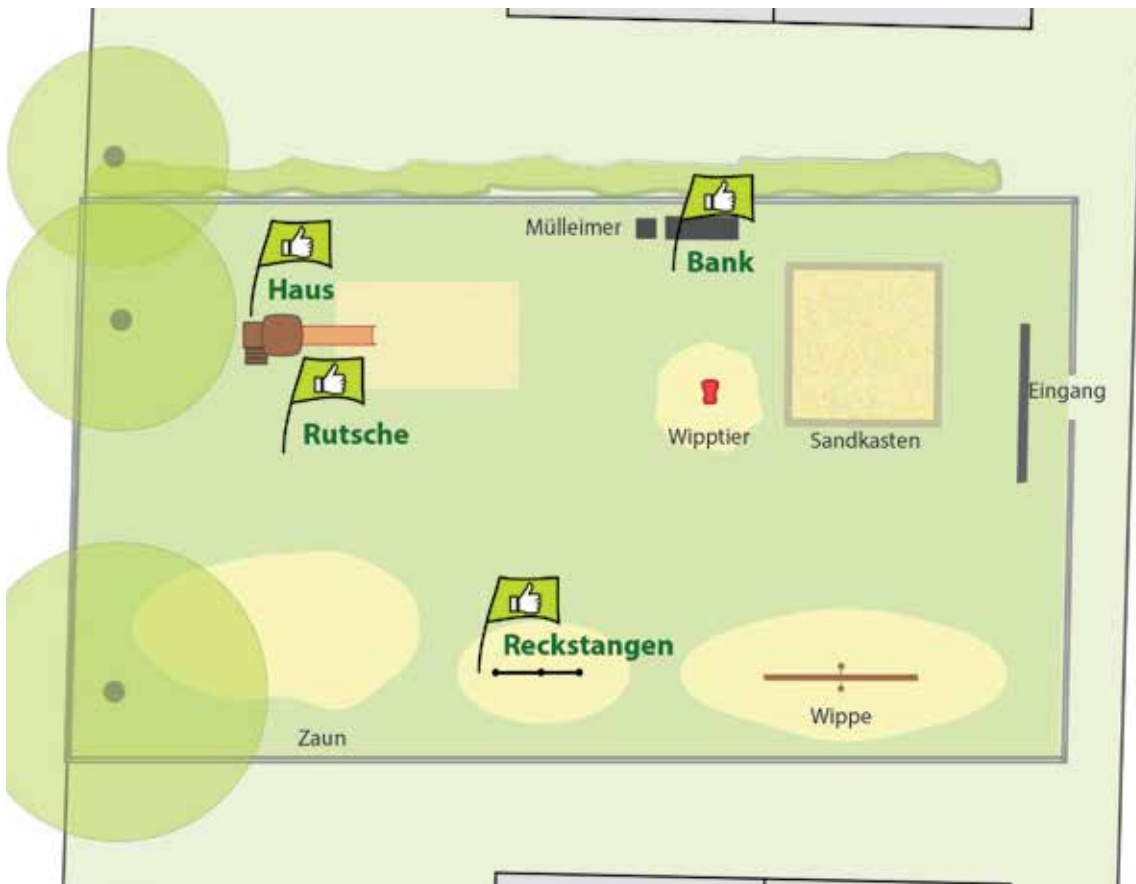 Mülleimer
Bank
Haus
Eingang
Rutsche
Wipptier
Sandkasten
Reckstangen
Wippe
Zaun